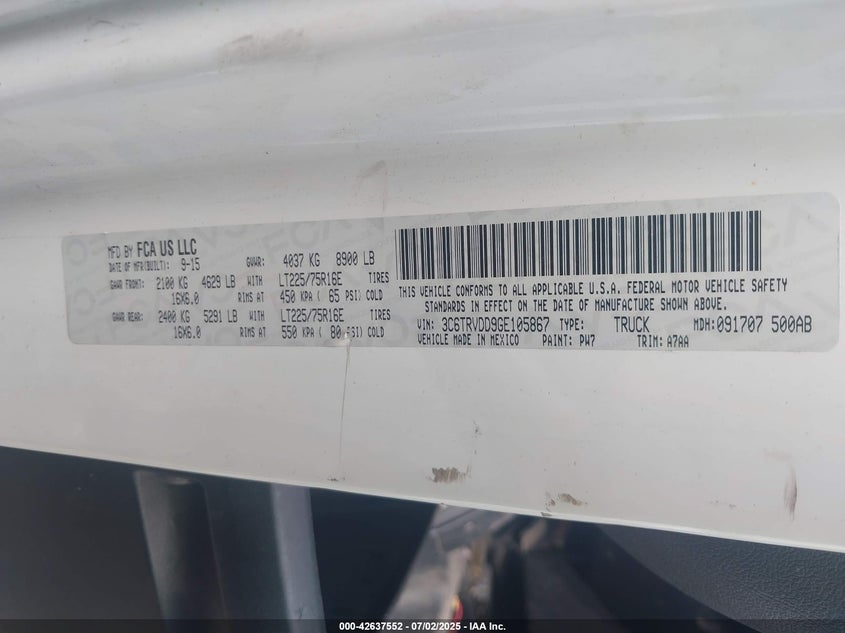 MFD BY FCA US LLC
DATE OF MFR(BUILT): 9-15 GVWR: 4037 KG 8900 LB
GAWR FRONT: 2100 KG 4629 LB WITH LT225/75R16E TIRES
16X6.0 RIMS AT 450 KPA ( 65 PSI) COLD
GAWR REAR: 2400 KG 5291 LB WITH LT225/75R16E TIRES
16X6.0 RIMS AT 550 KPA ( 80 PSI) COLD
THIS VEHICLE CONFORMS TO ALL APPLICABLE U.S.A. FEDERAL MOTOR VEHICLE SAFETY
STANDARDS IN EFFECT ON THE DATE OF MANUFACTURE SHOWN ABOVE.
VIN: 3C6TRVDD9GE105867 TYPE: TRUCK MDH:091707 500AB
VEHICLE MADE IN MEXICO PAINT: PW7 TRIM: A7AA
000-42637552 - 07/02/2025 - IAA Inc.